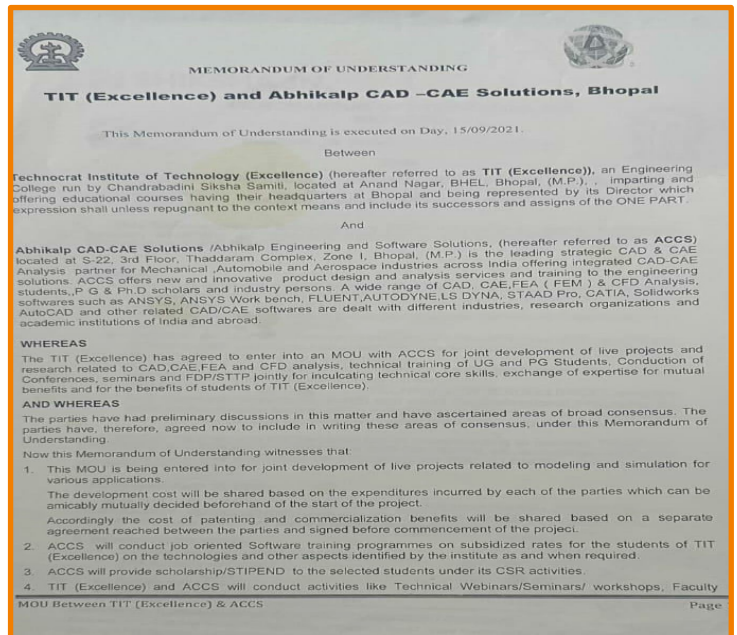 MEMORANDUM OF UNDERSTANDING
TIT (Excellence) and Abhikalp CAD –CAE Solutions, Bhopal
This Memorandum of Understanding is executed on Day, 15/09/2021.
Between
Technocrat Institute of Technology (Excellence) (hereafter referred to as TIT (Excellence)), an Engineering
College run by Chandrabadini Siksha Samiti, located at Anand Nagar, BHEL, Bhopal, (M.P.), , imparting and
offering educational courses having their headquarters at Bhopal and being represented by its Director which
expression shall unless repugnant to the context means and include its successors and assigns of the ONE PART.
And
Abhikalp CAD-CAE Solutions /Abhikalp Engineering and Software Solutions, (hereafter referred to as ACCS)
located at S-22, 3rd Floor, Thaddaram Complex, Zone I, Bhopal, (M.P.) is the leading strategic CAD & CAE
Analysis partner for Mechanical ,Automobile and Aerospace industries across India offering integrated CAD-CAE
solutions. ACCS offers new and innovative product design and analysis services and training to the engineering
students,,P G & Ph.D.scholars and industry persons. A wide range of CAD, CAE,FEA ( FEM ) & CFD Analysis,
softwares such as ANSYS, ANSYS Work bench, FLUENT,AUTODYNE,LS DYNA, STAAD Pro, CATIA, Solidworks
AutoCAD and other related CAD/CAE softwares are dealt with different industries, research organizations and
academic institutions of India and abroad.
WHEREAS
The TIT (Excellence) has agreed to enter into an MOU with ACCS for joint development of live projects and
research related to CAD,CAE,FEA and CFD analysis, technical training of UG and PG Students, Conduction of
Conferences, seminars and FDP/STTP jointly for inculcating technical core skills, exchange of expertise for mutual
benefits and for the benefits of students of TIT (Excellence).
AND WHEREAS
The parties have had preliminary discussions in this matter and have ascertained areas of broad consensus. The
parties have, therefore, agreed now to include in writing these areas of consensus, under this Memorandum of
Understanding.
Now this Memorandum of Understanding witnesses that:
1. This MOU is being entered into for joint development of live projects related to modeling and simulation for
various applications.
The development cost will be shared based on the expenditures incurred by each of the parties which can be
amicably mutually decided beforehand of the start of the project.
Accordingly the cost of patenting and commercialization benefits will be shared based on a separate
agreement reached between the parties and signed before commencement of the project.
2. ACCS will conduct job oriented Software training programmes on subsidized rates for the students of TIT
(Excellence) on the technologies and other aspects identified by the institute as and when required.
3. ACCS will provide scholarship/STIPEND to the selected students under its CSR activities.
4. TIT (Excellence) and ACCS will conduct activities like Technical Webinars/Seminars/ workshops, Faculty
MOU Between TIT (Excellence) & ACCS Page